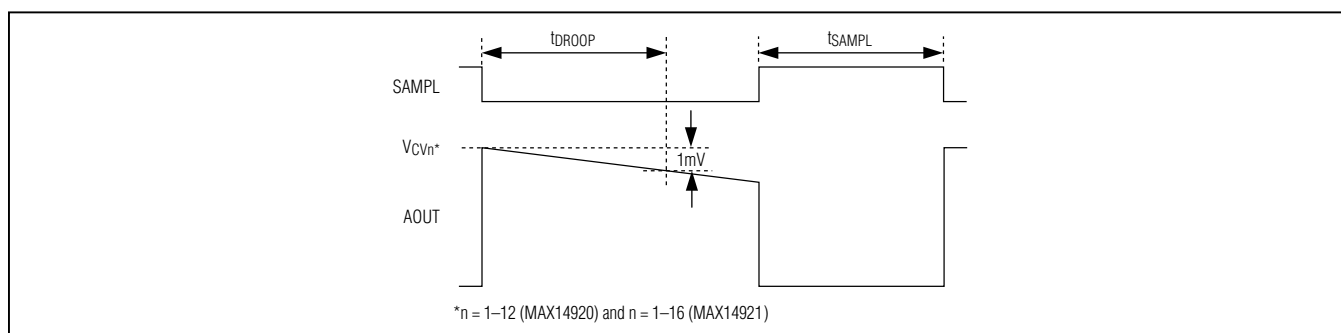 tDROOP
tSAMPL
SAMPL
VCVn*
1mV
AOUT
*n = 1–12 (MAX14920) and n = 1–16 (MAX14921)